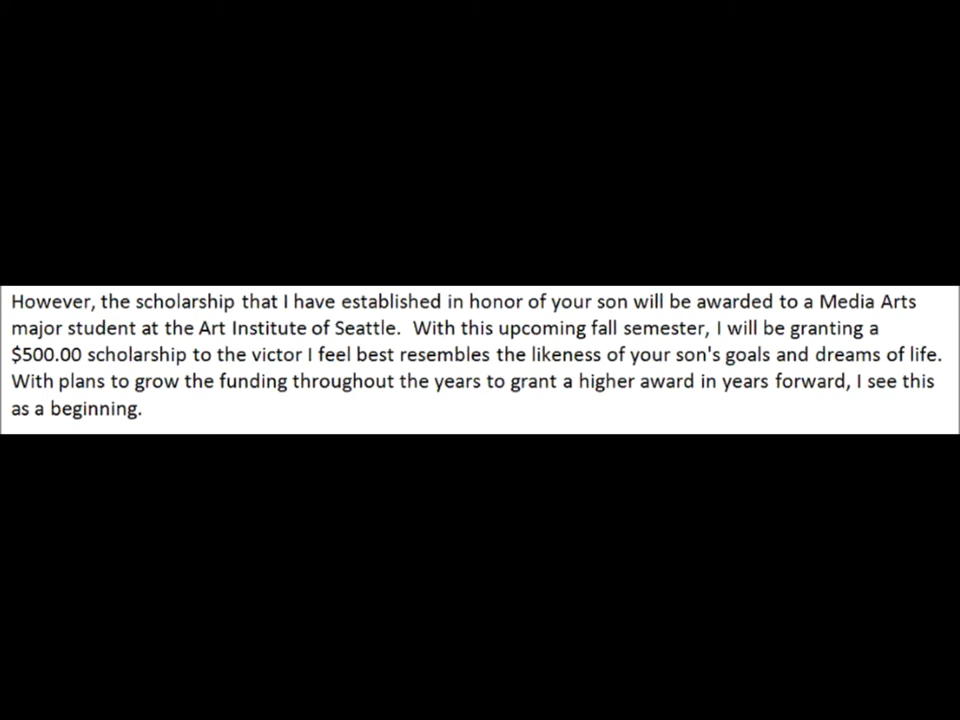 However, the scholarship that I have established in honor of your son will be awarded to a Media Arts
major student at the Art Institute of Seattle.  With this upcoming fall semester, I will be granting a
$500.00 scholarship to the victor I feel best resembles the likeness of your son's goals and dreams of life.
With plans to grow the funding throughout the years to grant a higher award in years forward, I see this
as a beginning.